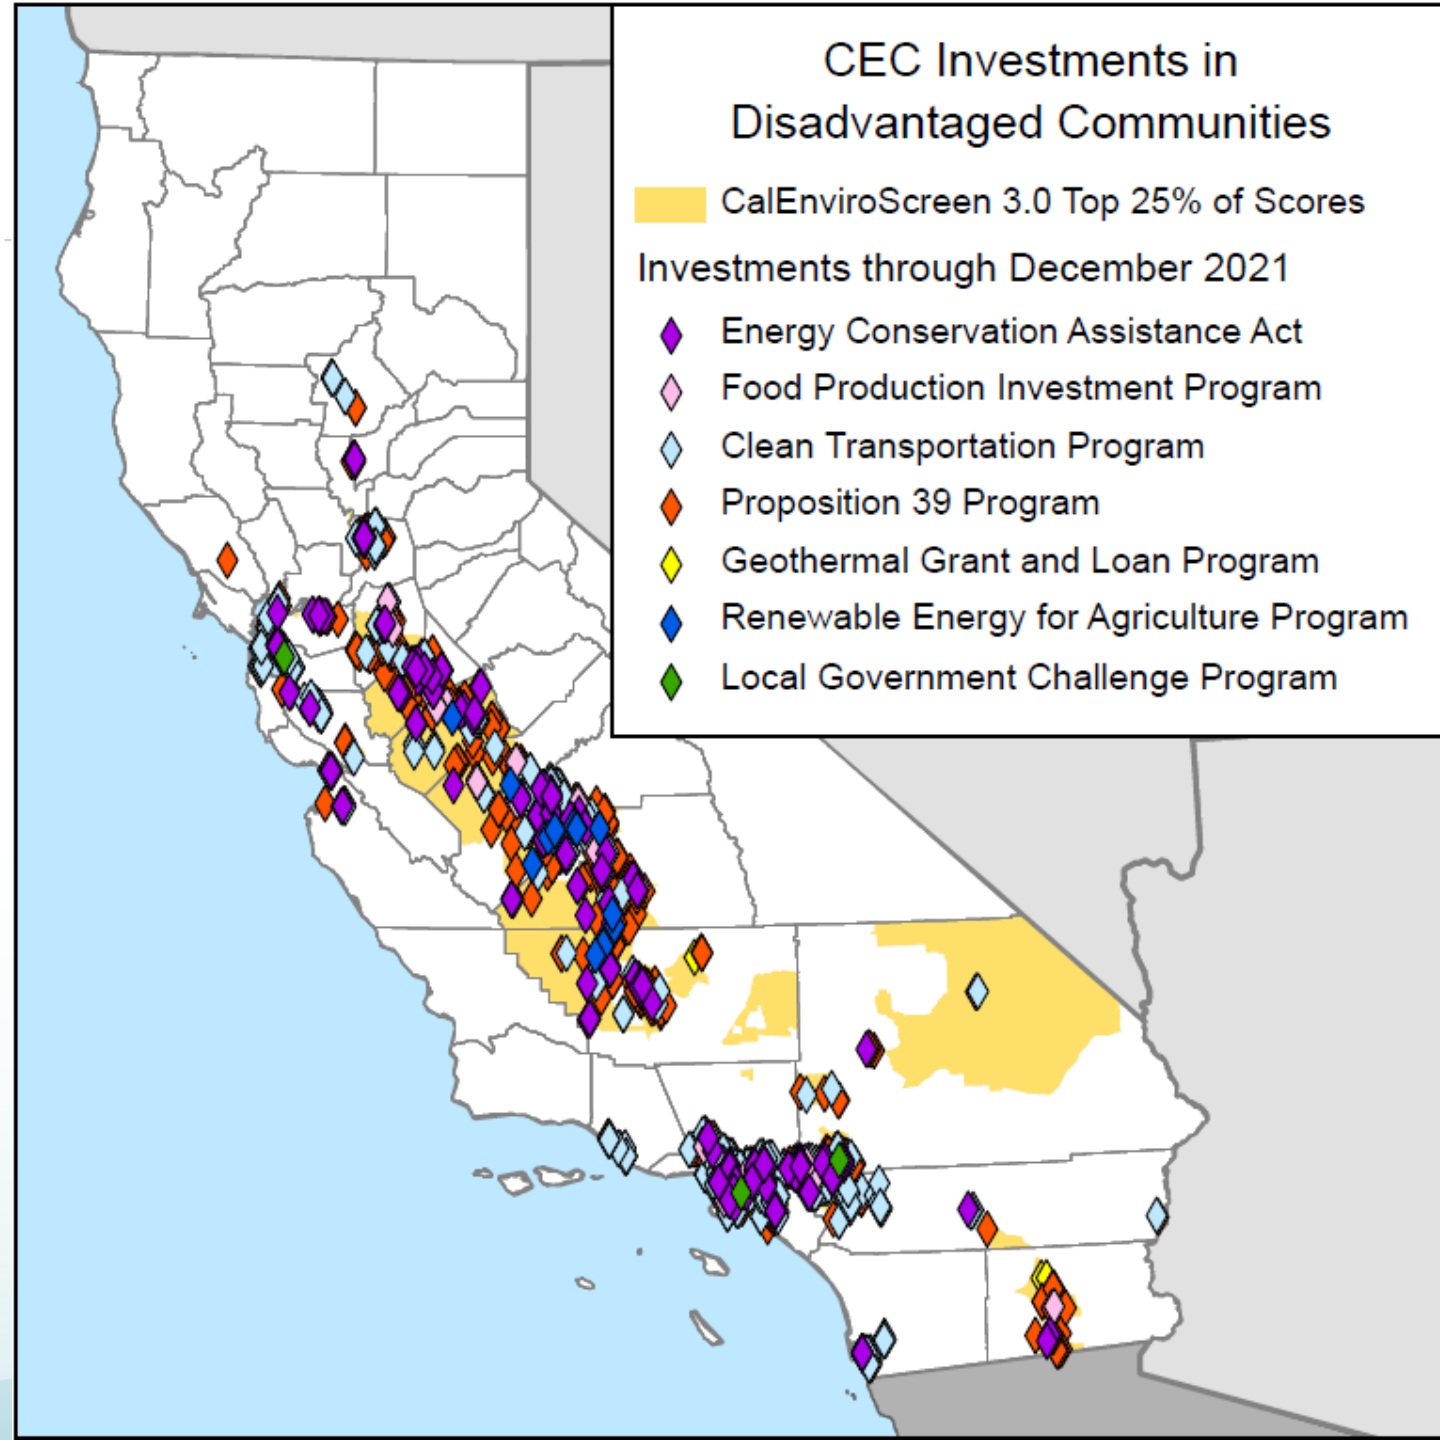 CEC Investments in
Disadvantaged Communities
CalEnviroScreen 3.0 Top 25% of Scores
Investments through December 2021
Energy Conservation Assistance Act
Food Production Investment Program
Clean Transportation Program
Proposition 39 Program
Geothermal Grant and Loan Program
Renewable Energy for Agriculture Program
Local Government Challenge Program